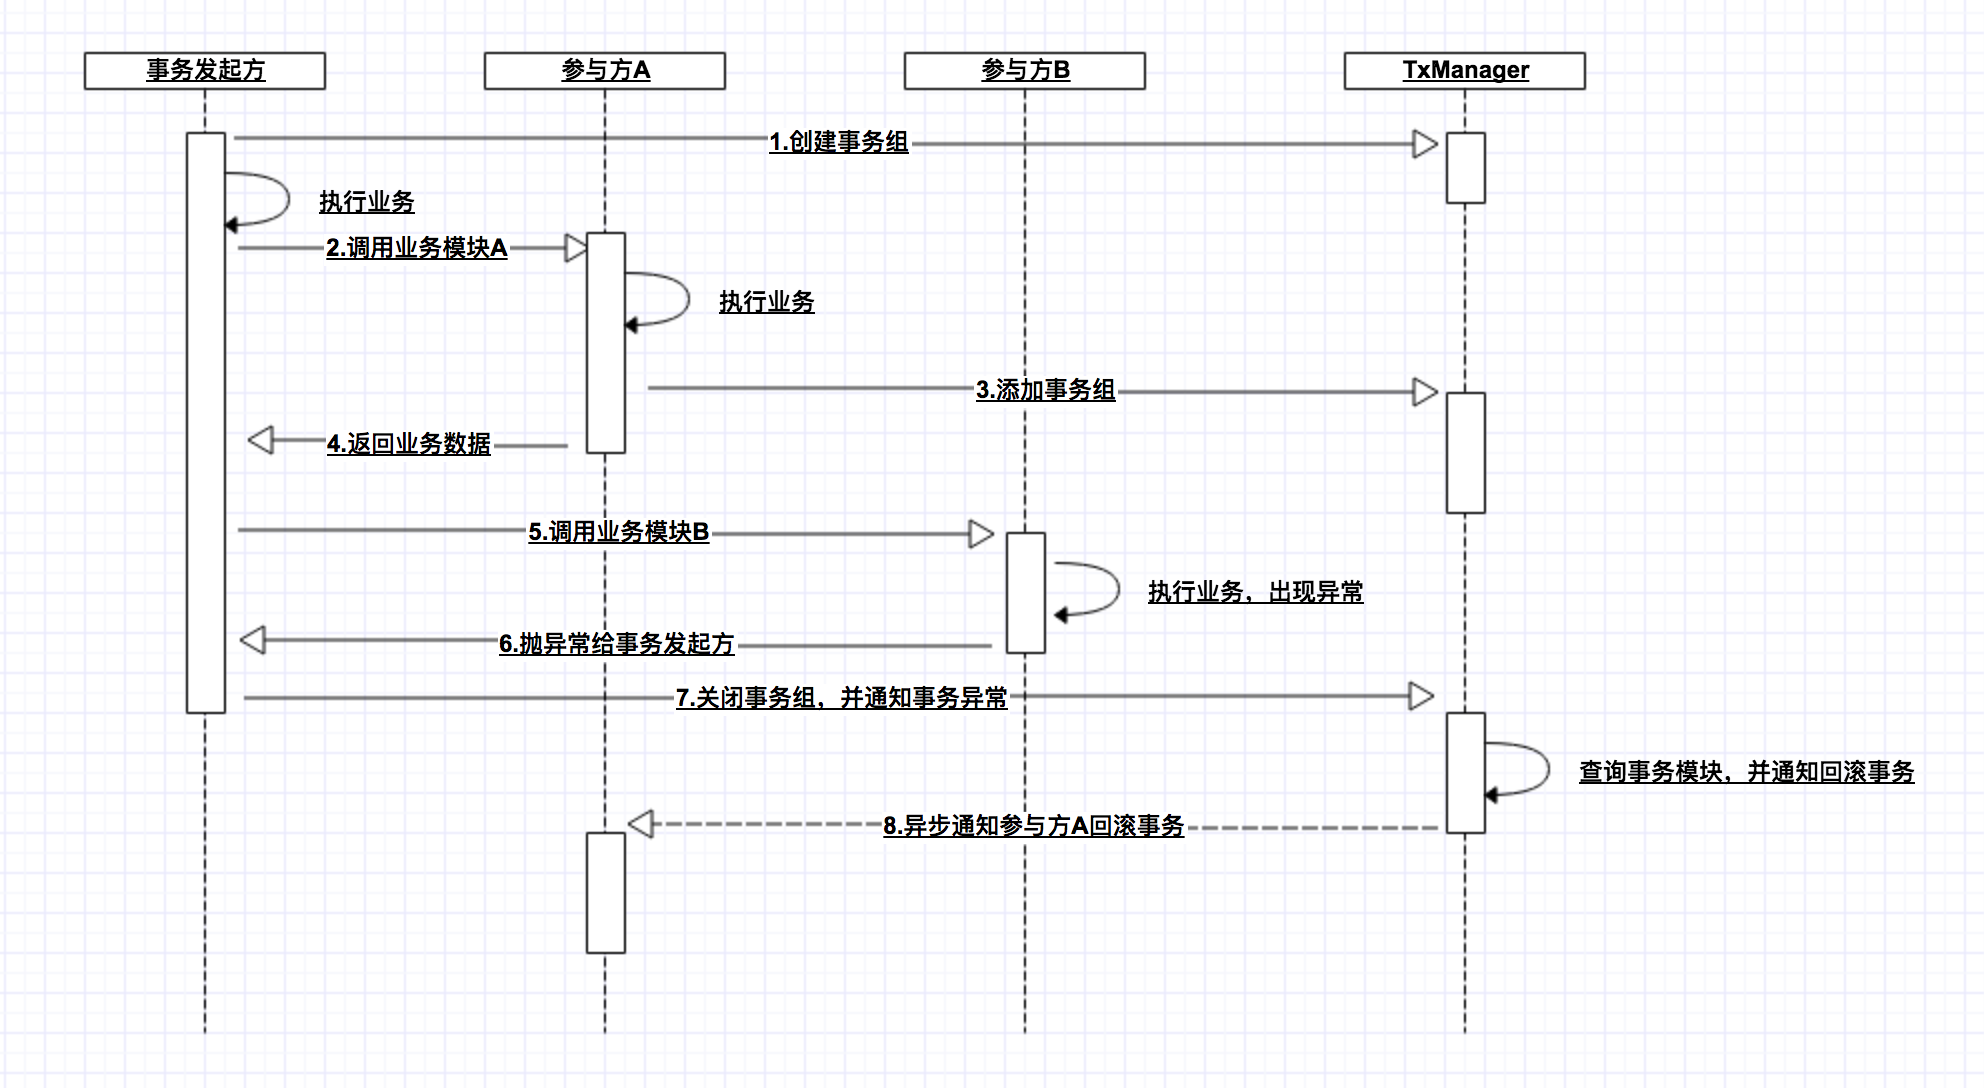 事务发起方
参与方A
参与方B
TxManager
1.创建事务组
执行业务
2.调用业务模块A
执行业务
3.添加事务组
4.返回业务数据
5.调用业务模块B
执行业务，出现异常
6.抛异常给事务发起方
7.关闭事务组，并通知事务异常
查询事务模块，并通知回滚事务
8.异步通知参与方A回滚事务